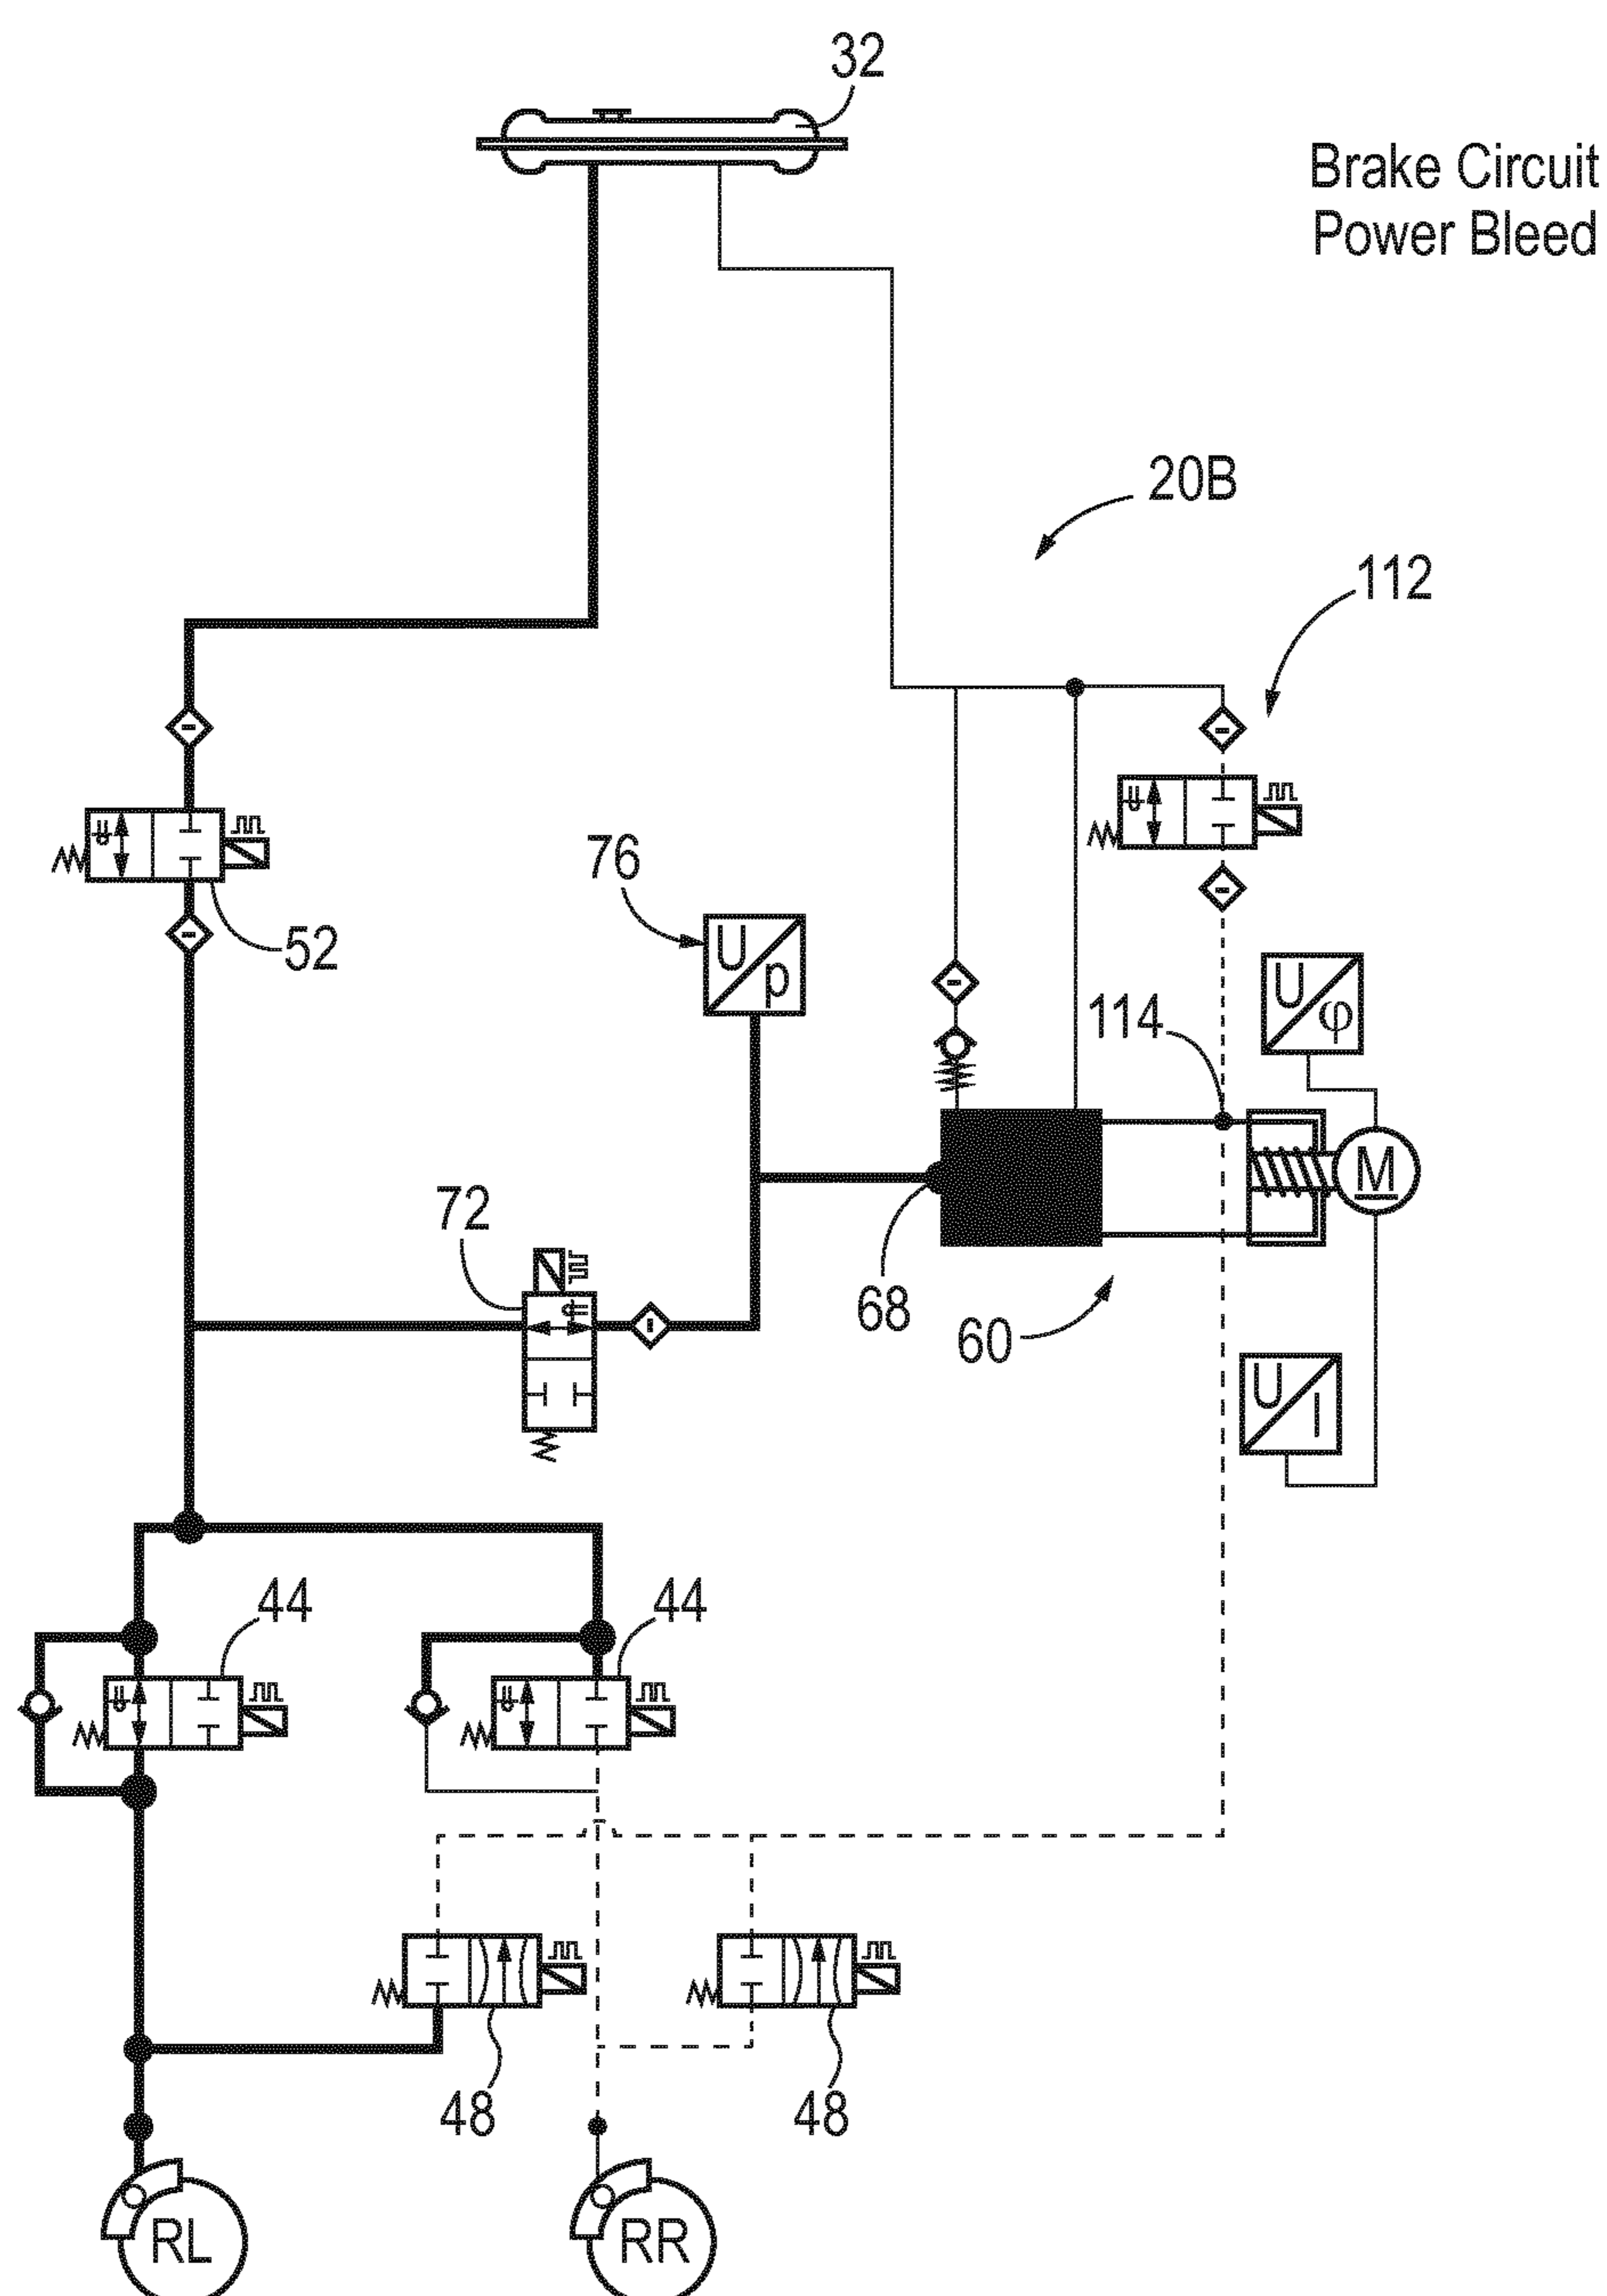 32
Brake Circuit
Power Bleed
20B
112
76
U
p
52
114
U
φ
M
72
68
60
U
I
44
44
48
48
RL
RR